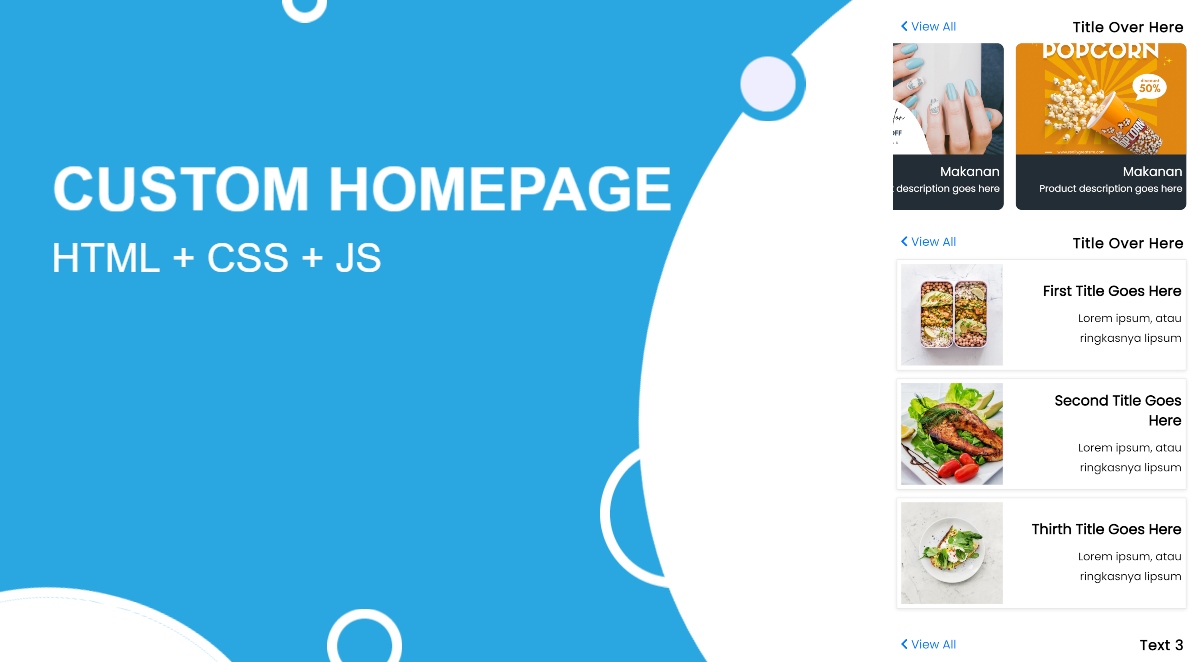 CUSTOM HOMEPAGE
HTML + CSS + JS
View All
Title Over Here
OFF
POPCORN
discount
50%
POPCORN
Makanan
description goes here
Makanan
Product description goes here
View All
Title Over Here
First Title Goes Here
Lorem ipsum, atau
ringkasnya lipsum
Second Title Goes
Here
Lorem ipsum, atau
ringkasnya lipsum
Thirth Title Goes Here
Lorem ipsum, atau
ringkasnya lipsum
View All
Text 3